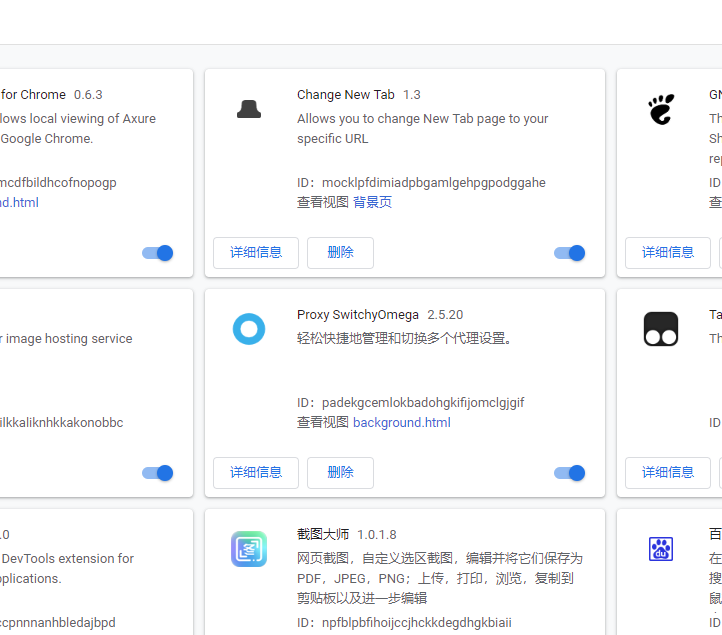 for Chrome 0.6.3
lows local viewing of Axure
Google Chrome.
mcdfbildhcofnopogp
nd.html
Change New Tab 1.3
Allows you to change New Tab page to your
specific URL
ID：mocklpfdimiadpbgamlgehpgpodggahe
查看视图 背景页
详细信息 删除
GN
Th
Sh
rep
ID
查
详细信息
r image hosting service
ilkkaliknhkkakonobbc
Proxy SwitchyOmega 2.5.20
轻松快捷地管理和切换多个代理设置。
ID：padekgcemlokbadohgkifijomclgjgif
查看视图 background.html
详细信息 删除
Ta
Th
ID
详细信息
.0
DevTools extension for
plications.
ccpnnnanhbledajbpd
截图大师 1.0.1.8
网页截图，自定义选区截图，编辑并将它们保存为
PDF，JPEG，PNG；上传，打印，浏览，复制到
剪贴板以及进一步编辑
ID：npfblpbfihoijccjhckkdegdhgkbiaii
du
百
在
搜
鼠
ID